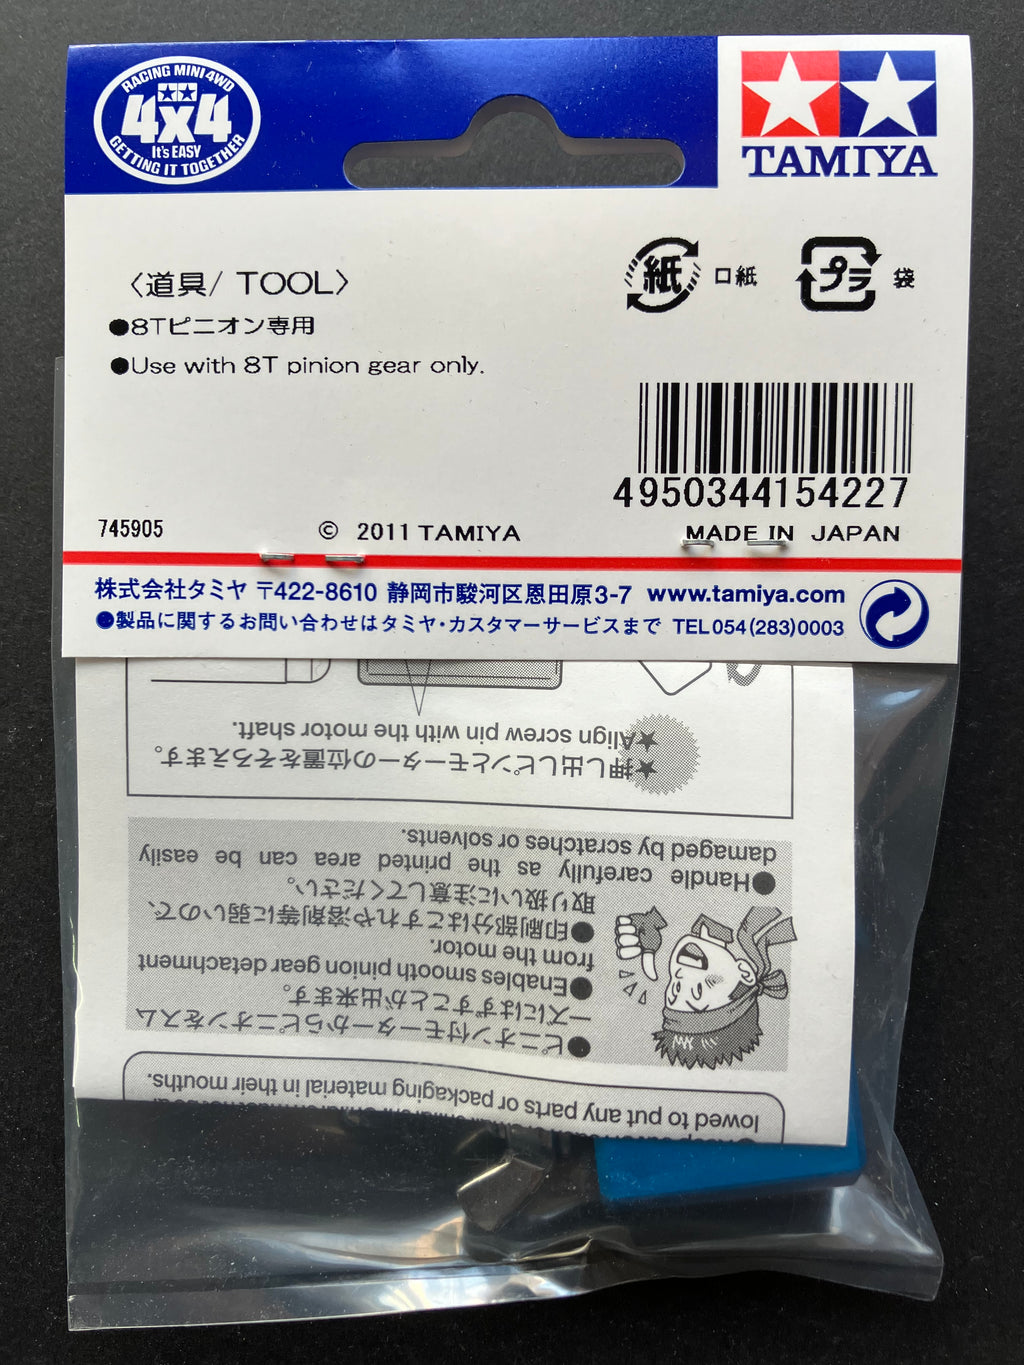 RACING MINI 4WD
4x4
It's EASY
GETTING IT TOGETHER
TAMIYA
〈道具/ TOOL〉
●8Tピニオン専用
●Use with 8T pinion gear only.
紙 口紙
プラ 袋
4950344154227
745905
© 2011 TAMIYA
MADE IN JAPAN
株式会社タミヤ 〒422-8610 静岡市駿河区恩田原3-7 www.tamiya.com
●製品に関するお問い合わせはタミヤ・カスタマーサービスまで TEL 054(283)0003
lowed to put any parts or packaging material in their mouths.
●ピニオン付モーターからピニオンをスム
ーズにはずすことが出来ます。
●Enables smooth pinion gear detachment
from the motor.
●印刷部分はこすれや溶剤等に弱いので、
取り扱いに注意してください。
●Handle carefully as the printed area can be easily
damaged by scratches or solvents.
★押し出しピンとモーターの位置をそろえます。
★Align screw pin with the motor shaft.